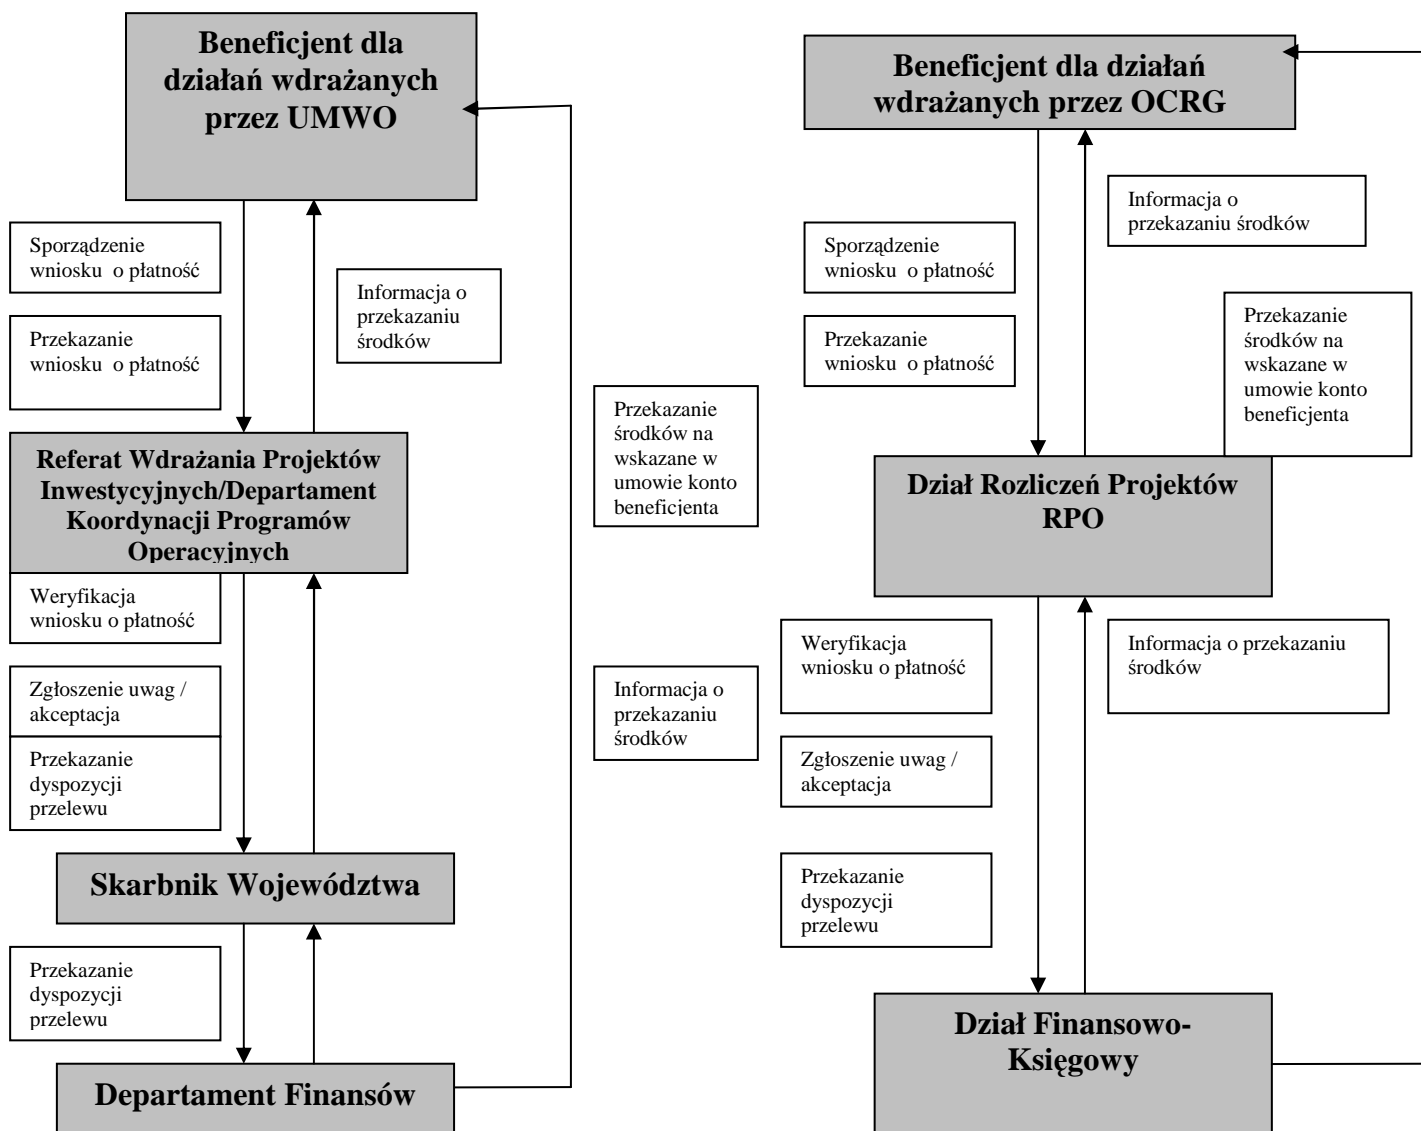 Beneficjent dla
działań wdrażanych
przez UMWO
Sporządzenie
wniosku o płatność
Przekazanie
wniosku o płatność
Informacja o
przekazaniu
środków
Referat Wdrażania Projektów
Inwestycyjnych/Departament
Koordynacji Programów
Operacyjnych
Weryfikacja
wniosku o płatność
Zgłoszenie uwag /
akceptacja
Przekazanie
dyspozycji
przelewu
Skarbnik Województwa
Przekazanie
dyspozycji
przelewu
Departament Finansów
Przekazanie
środków na
wskazane w
umowie konto
beneficjenta
Informacja o
przekazaniu
środków
Beneficjent dla działań
wdrażanych przez OCRG
Informacja o
przekazaniu środków
Sporządzenie
wniosku o płatność
Przekazanie
wniosku o płatność
Przekazanie
środków na
wskazane w
umowie konto
beneficjenta
Dział Rozliczeń Projektów
RPO
Weryfikacja
wniosku o płatność
Informacja o przekazaniu
środków
Zgłoszenie uwag /
akceptacja
Przekazanie
dyspozycji
przelewu
Dział Finansowo-
Księgowy